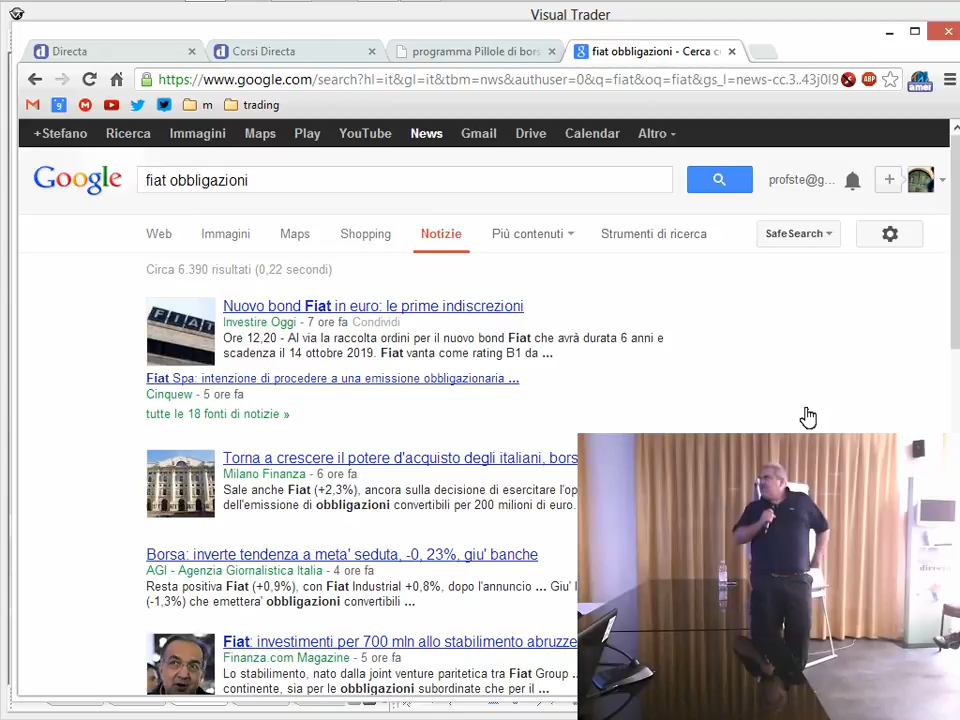 Visual Trader
Directa
Corsi Directa
programma Pillole di bors
fiat obbligazioni - Cerca c
https://www.google.com/search?hl=it&gl=it&tbm=nws&authuser=0&q=fiat&oq=fiat&gs_l=news-cc.3..43j0l9
ABP
amer
m
trading
+Stefano Ricerca Immagini Maps Play YouTube News Gmail Drive Calendar Altro
Google
fiat obbligazioni
profste@g...
Web Immagini Maps Shopping Notizie Più contenuti Strumenti di ricerca SafeSearch
Circa 6.390 risultati (0,22 secondi)
FIAT
Nuovo bond Fiat in euro: le prime indiscrezioni
Investire Oggi - 7 ore fa Condividi
Ore 12,20 - Al via la raccolta ordini per il nuovo bond Fiat che avrà durata 6 anni e
scadenza il 14 ottobre 2019. Fiat vanta come rating B1 da ...
Fiat Spa: intenzione di procedere a una emissione obbligazionaria ...
Cinquew - 5 ore fa
tutte le 18 fonti di notizie »
Torna a crescere il potere d'acquisto degli italiani, bors
Milano Finanza - 6 ore fa
Sale anche Fiat (+2,3%), ancora sulla decisione di esercitare l'op
dell'emissione di obbligazioni convertibili per 200 milioni di euro.
Borsa: inverte tendenza a meta' seduta, -0, 23%, giu' banche
AGI - Agenzia Giornalistica Italia - 4 ore fa
Resta positiva Fiat (+0,9%), con Fiat Industrial +0,8%, dopo l'annuncio ... Giu' l
(-1,3%) che emettera' obbligazioni convertibili ...
Fiat: investimenti per 700 mln allo stabilimento abruzze
Finanza.com Magazine - 5 ore fa
Lo stabilimento, nato dalla joint venture paritetica tra Fiat Group
continente, sia per le obbligazioni subordinate che per il ...